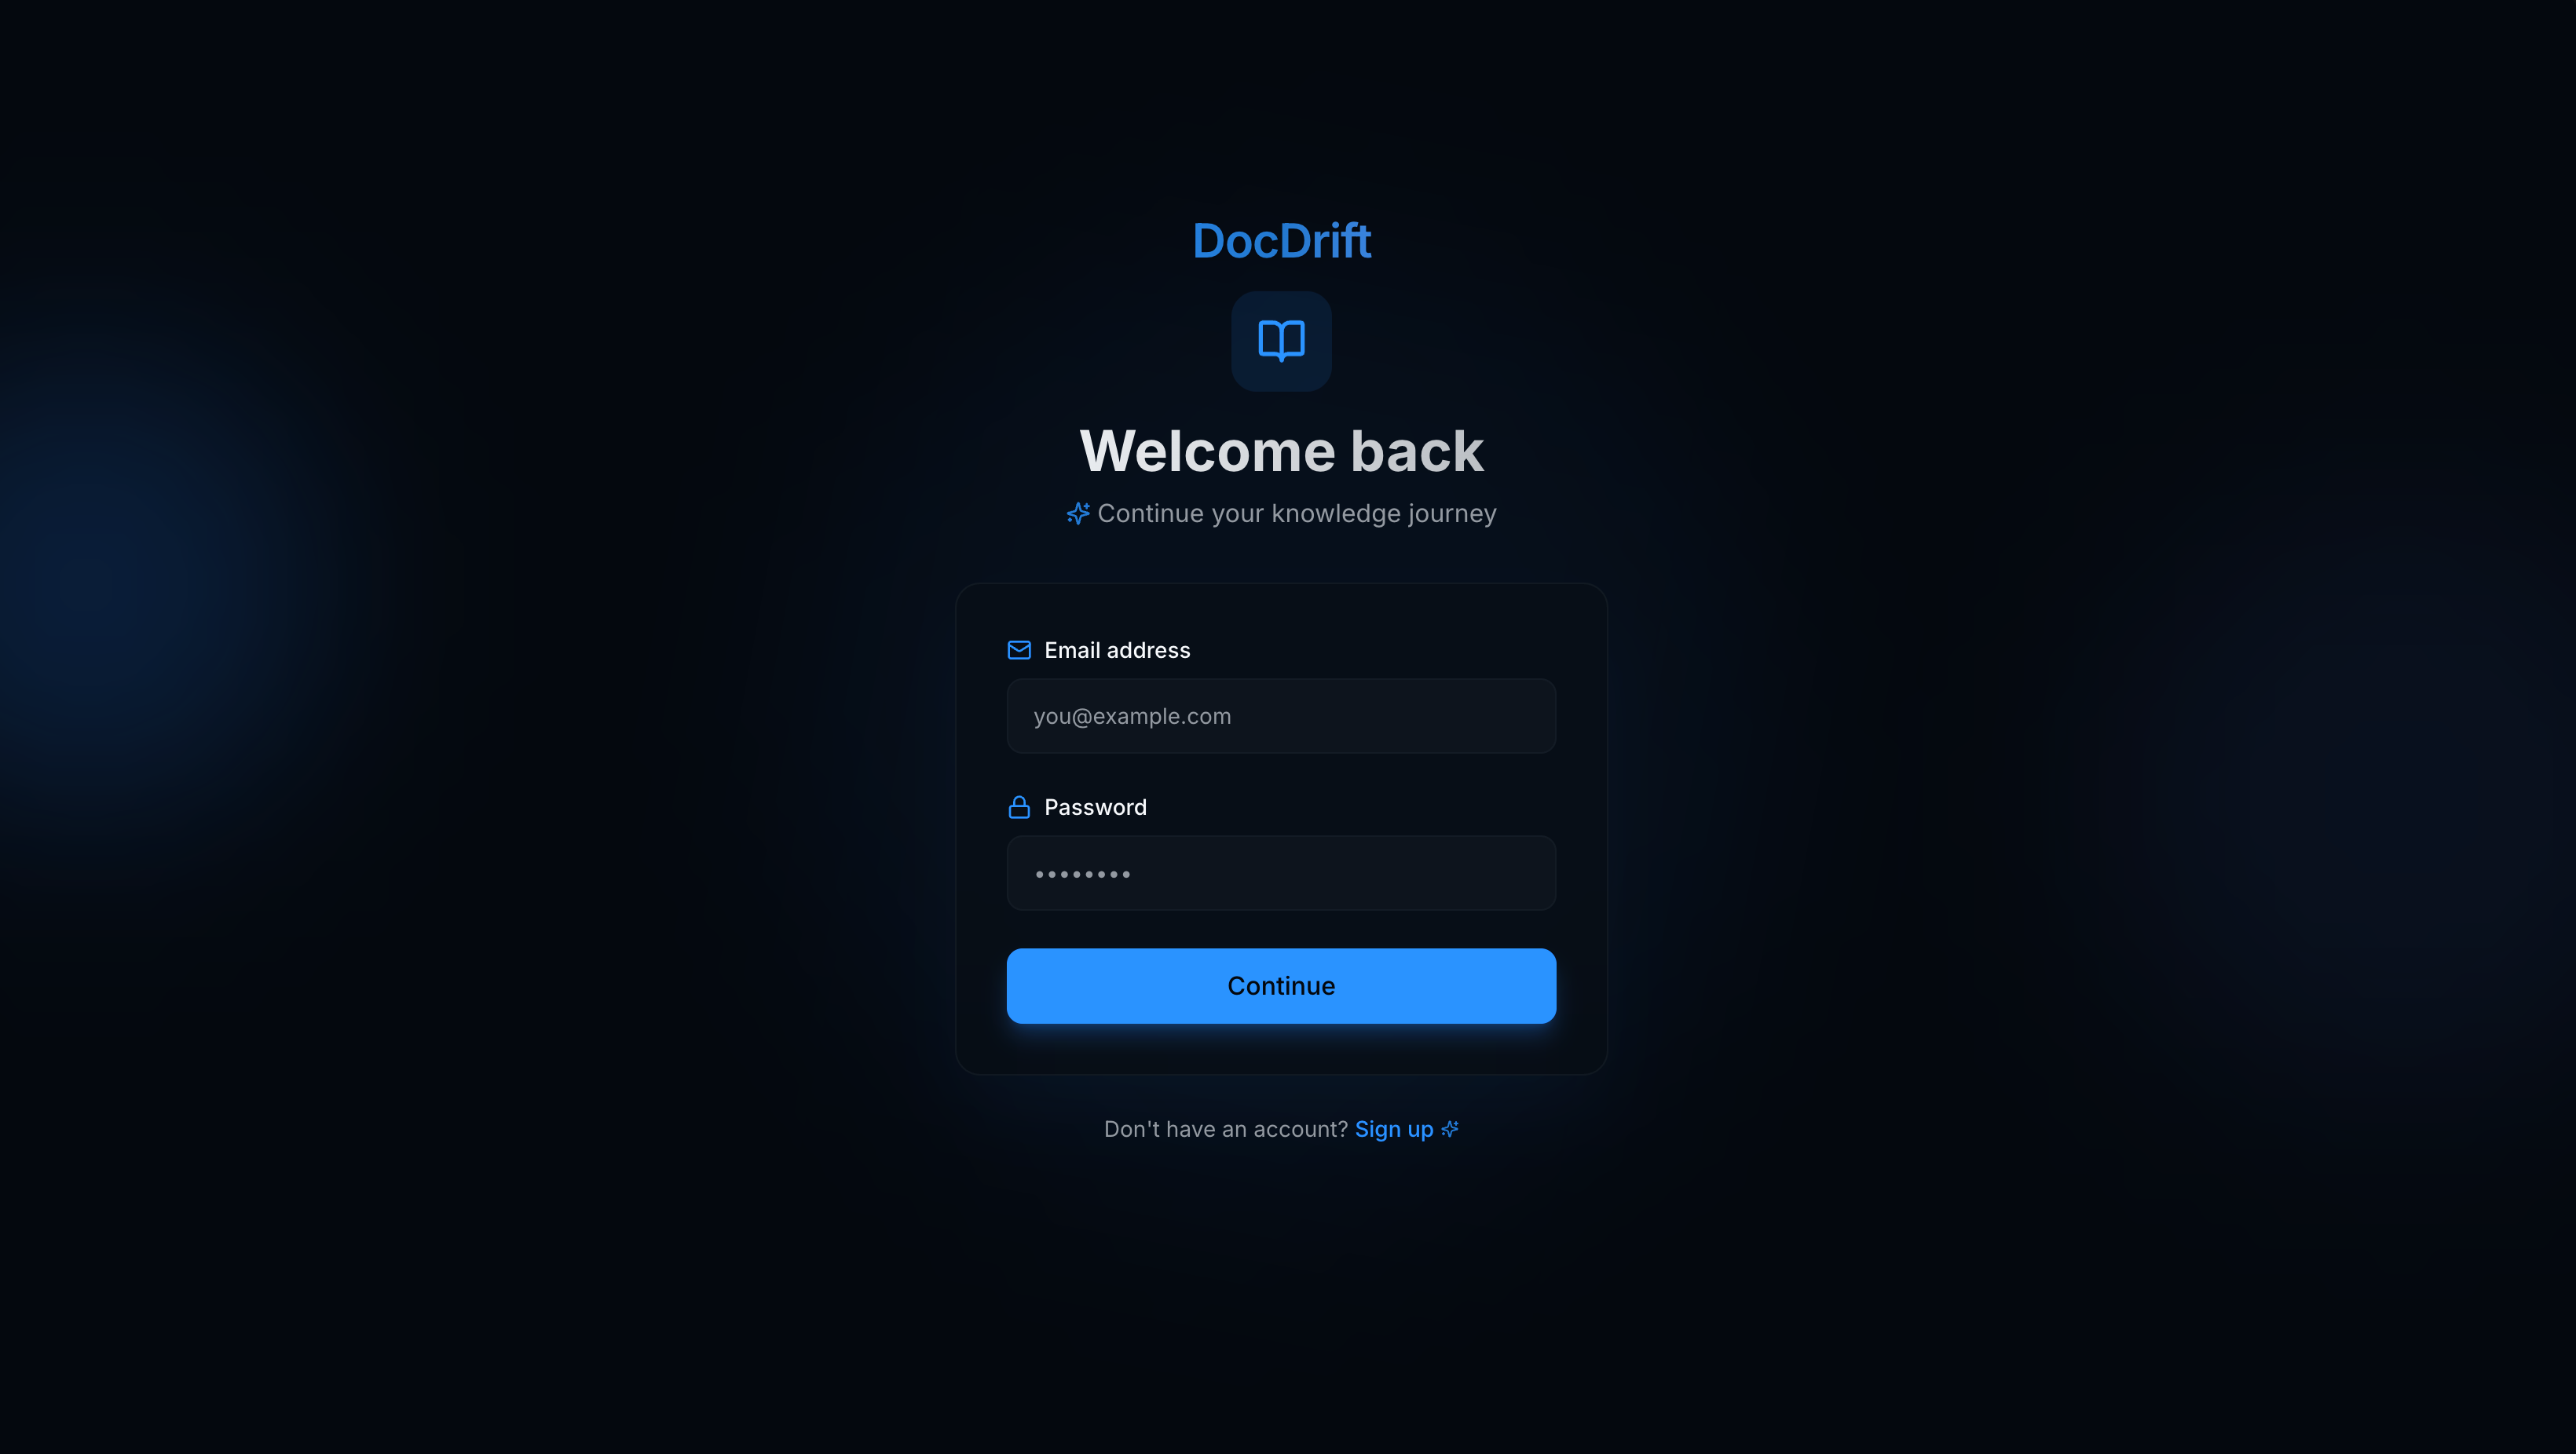 DocDrift
Welcome back
Continue your knowledge journey
Email address
you@example.com
Password
••••••••
Continue
Don't have an account? Sign up